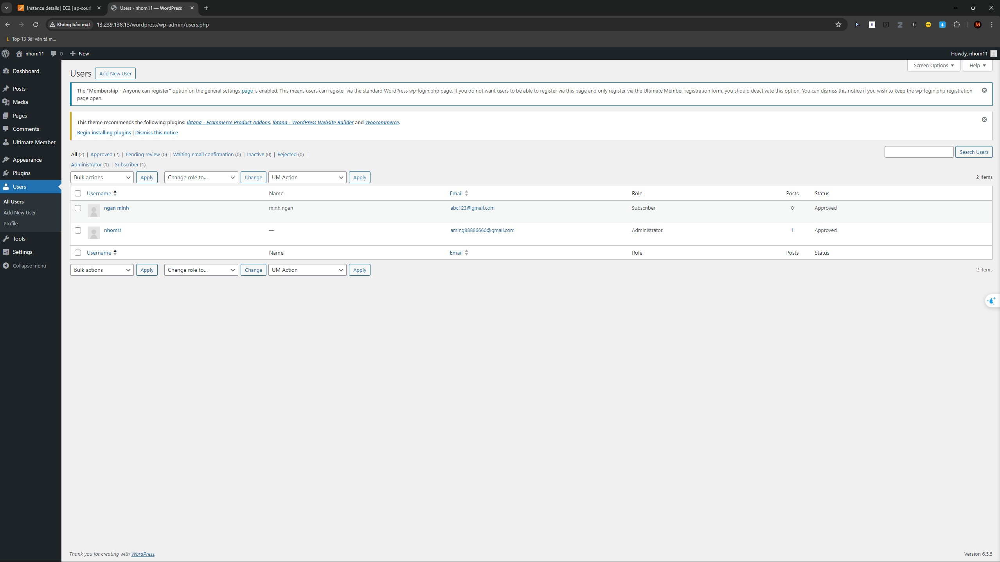 Instance details | EC2 | ap-south
Users ‹ nhom11 — WordPress
Không bảo mật
13.239.138.13/wordpress/wp-admin/users.php
Top 13 Bài văn tả m...
nhom11
0
New
Howdy, nhom11
Dashboard
Posts
Media
Pages
Comments
Ultimate Member
Appearance
Plugins
Users
All Users
Add New User
Profile
Tools
Settings
Collapse menu
Screen Options
Help
Users
Add New User
The "Membership - Anyone can register" option on the general settings page is enabled. This means users can register via the standard WordPress wp-login.php page. If you do not want users to be able to register via this page and only register via the Ultimate Member registration form, you should deactivate this option. You can dismiss this notice if you wish to keep the wp-login.php registration
page open.
This theme recommends the following plugins: Ibtana - Ecommerce Product Addons, Ibtana - WordPress Website Builder and Woocommerce.
Begin installing plugins | Dismiss this notice
All (2) | Approved (2) | Pending review (0) | Waiting email confirmation (0) | Inactive (0) | Rejected (0) |
Administrator (1) | Subscriber (1)
Search Users
Bulk actions Apply Change role to... Change UM Action Apply
2 items
Username Name Email Role Posts Status
ngan minh minh ngan abc123@gmail.com Subscriber 0 Approved
nhom11 — aming88886666@gmail.com Administrator 1 Approved
Username Name Email Role Posts Status
Bulk actions Apply Change role to... Change UM Action Apply
2 items
Thank you for creating with WordPress.
Version 6.5.5